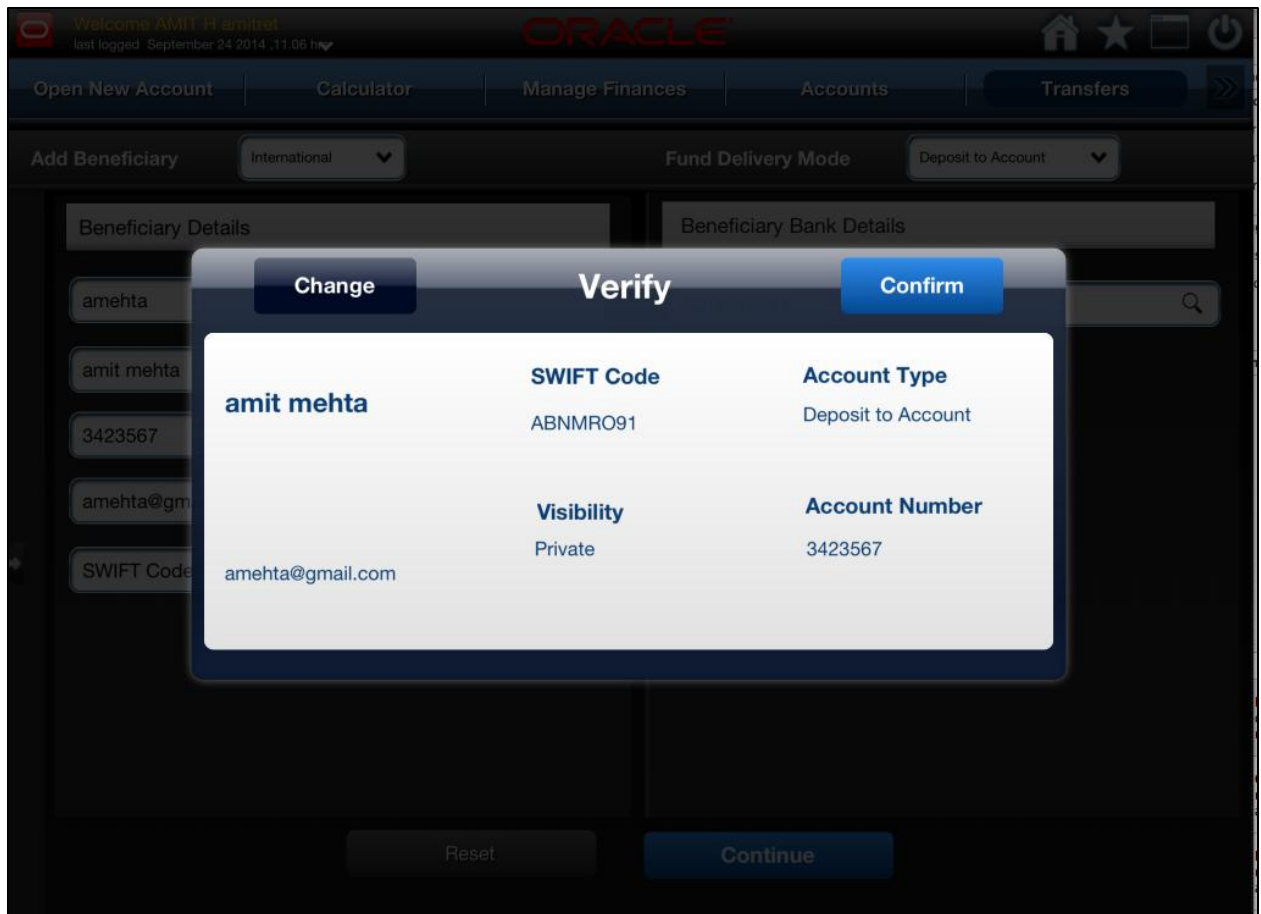 Welcome AMIT H amitret
last logged September 24 2014 ,11.06 hrs
ORACLE
Open New Account
Calculator
Manage Finances
Accounts
Transfers
Add Beneficiary
International
Fund Delivery Mode
Deposit to Account
Beneficiary Details
Beneficiary Bank Details
Change
Verify
Confirm
amehta
amit mehta
3423567
amehta@gm
SWIFT Code
amit mehta
SWIFT Code
Account Type
ABNMRO91
Deposit to Account
Visibility
Account Number
Private
3423567
amehta@gmail.com
Reset
Continue